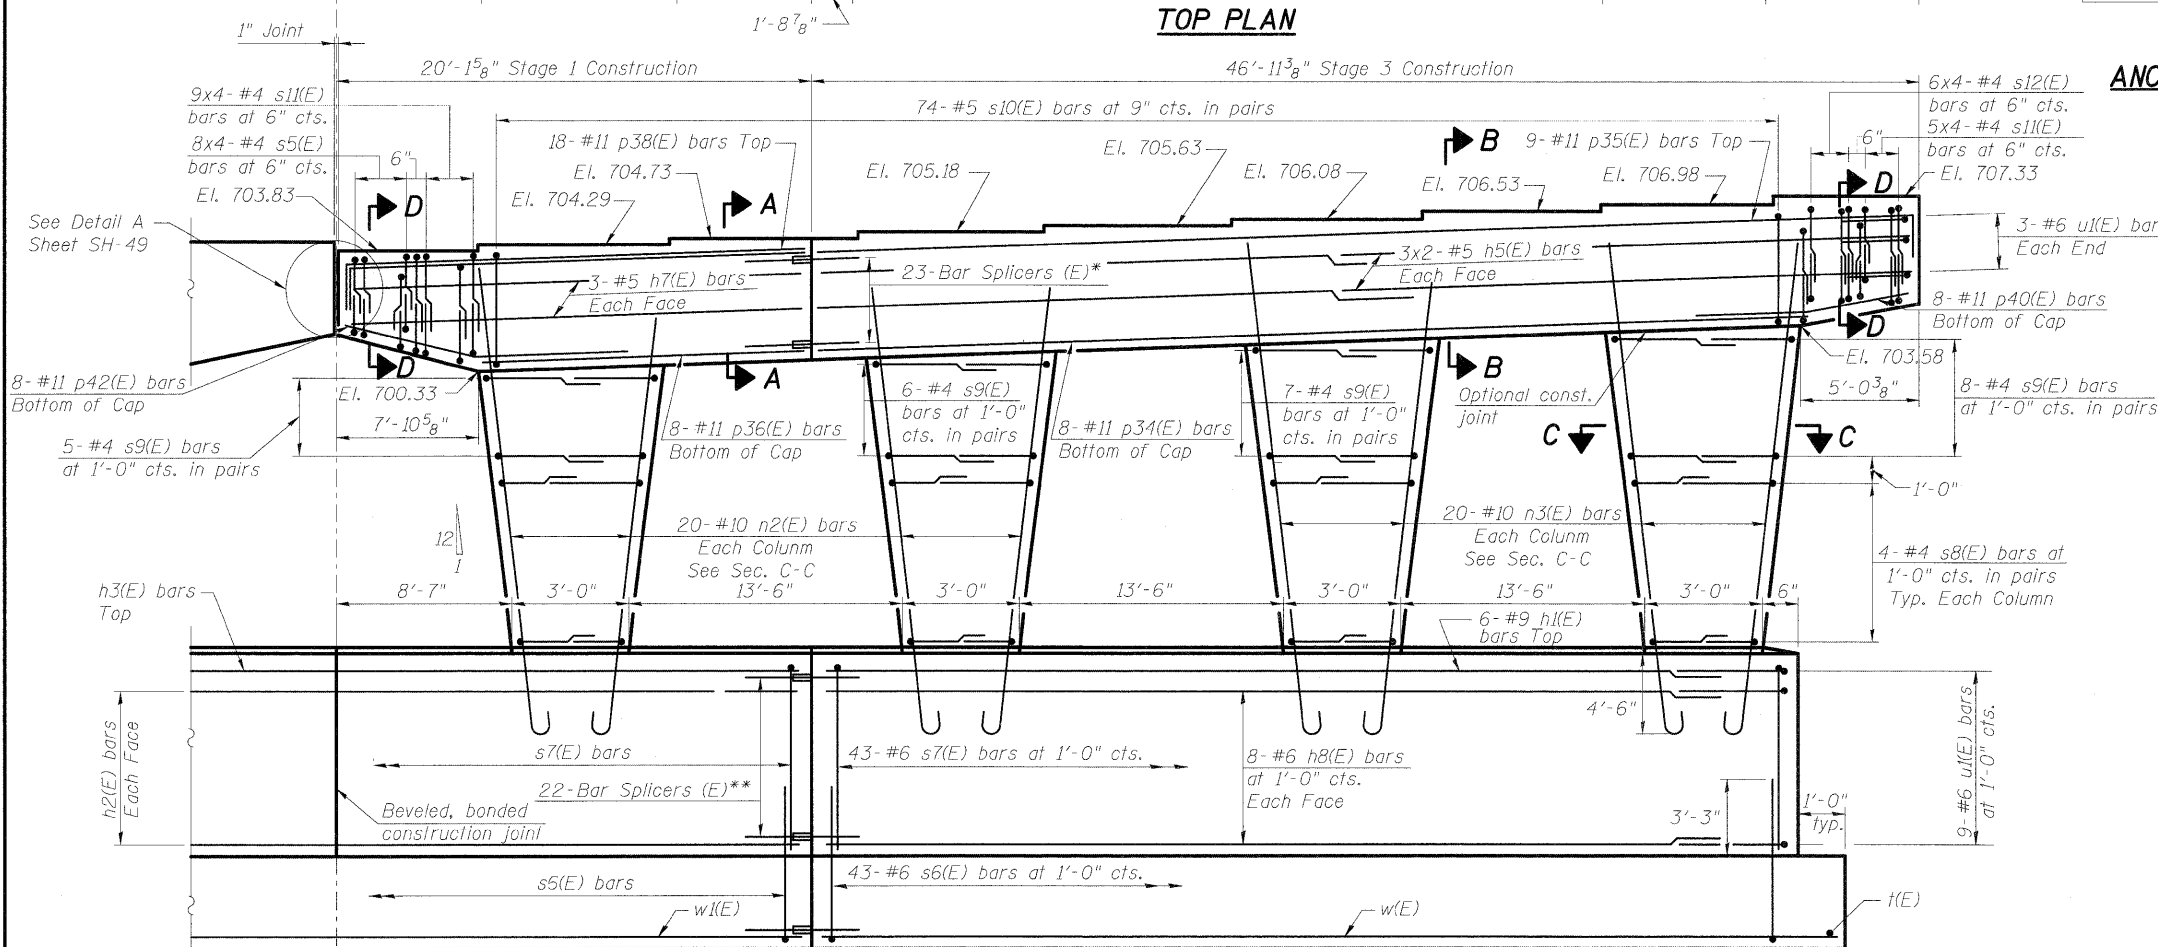 1'-8 7/8"
TOP PLAN
1" Joint
20'-1 5/8" Stage 1 Construction
46'-11 3/8" Stage 3 Construction
ANC
9x4-#4 s11(E)
bars at 6" cts.
8x4-#4 s5(E)
bars at 6" cts.
6"
74-#5 s10(E) bars at 9" cts. in pairs
6x4-#4 s12(E)
bars at 6" cts.
6"
5x4-#4 s11(E)
bars at 6" cts.
18-#11 p38(E) bars Top
El. 704.73
El. 704.29
El. 703.83
El. 705.18
El. 705.63
El. 706.08
El. 706.53
El. 706.98
El. 707.33
9-#11 p35(E) bars Top
B
A
D
D
See Detail A
Sheet SH-49
3-#5 h7(E) bars
Each Face
23-Bar Splicers (E)*
3x2-#5 h5(E) bars
Each Face
3-#6 u1(E) bar
Each End
8-#11 p40(E) bars
Bottom of Cap
D
A
B
D
El. 703.58
5'-0 3/8"
8-#11 p42(E) bars
Bottom of Cap
El. 700.33
7'-10 5/8"
5-#4 s9(E) bars
at 1'-0" cts. in pairs
8-#11 p36(E) bars
Bottom of Cap
6-#4 s9(E)
bars at 1'-0"
cts. in pairs
8-#11 p34(E) bars
Bottom of Cap
7-#4 s9(E)
bars at 1'-0"
cts. in pairs
Optional const.
joint
C
C
8-#4 s9(E) bars
at 1'-0" cts. in pairs
1'-0"
12
1
20-#10 n2(E) bars
Each Colunm
See Sec. C-C
20-#10 n3(E) bars
Each Colunm
See Sec. C-C
4-#4 s8(E) bars at
1'-0" cts. in pairs
Typ. Each Column
h3(E) bars
Top
8'-7"
3'-0"
13'-6"
3'-0"
13'-6"
3'-0"
13'-6"
3'-0"
6"
6-#9 h1(E)
bars Top
4'-6"
h2(E) bars
Each Face
s7(E) bars
43-#6 s7(E) bars at 1'-0" cts.
8-#6 h8(E) bars
at 1'-0" cts.
Each Face
22-Bar Splicers (E)**
Beveled, bonded
construction joint
3'-3"
1'-0"
typ.
9-#6 u1(E) bars
at 1'-0" cts.
s6(E) bars
43-#6 s6(E) bars at 1'-0" cts.
w1(E)
w(E)
t(E)